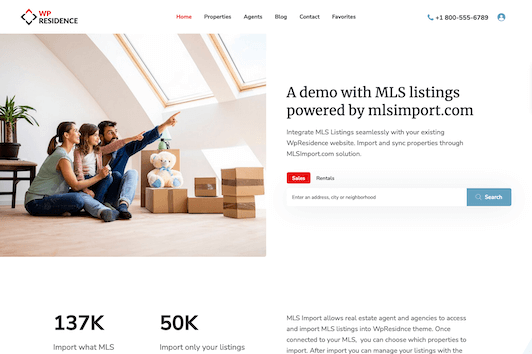 WP
RESIDENCE
Home Properties Agents Blog Contact Favorites
+1 800-555-6789
A demo with MLS listings
powered by mlsimport.com
Integrate MLS Listings seamlessly with your existing
WpResidence website. Import and sync properties through
MLSImport.com solution.
Sales Rentals
Enter an address, city or neighborhood
Search
137K
Import what MLS
50K
Import only your listings
MLS Import allows real estate agent and agencies to access
and import MLS listings into WpResidnce theme. Once
connected to your MLS, you can choose which properties to
import. After import you can manage your listings with the